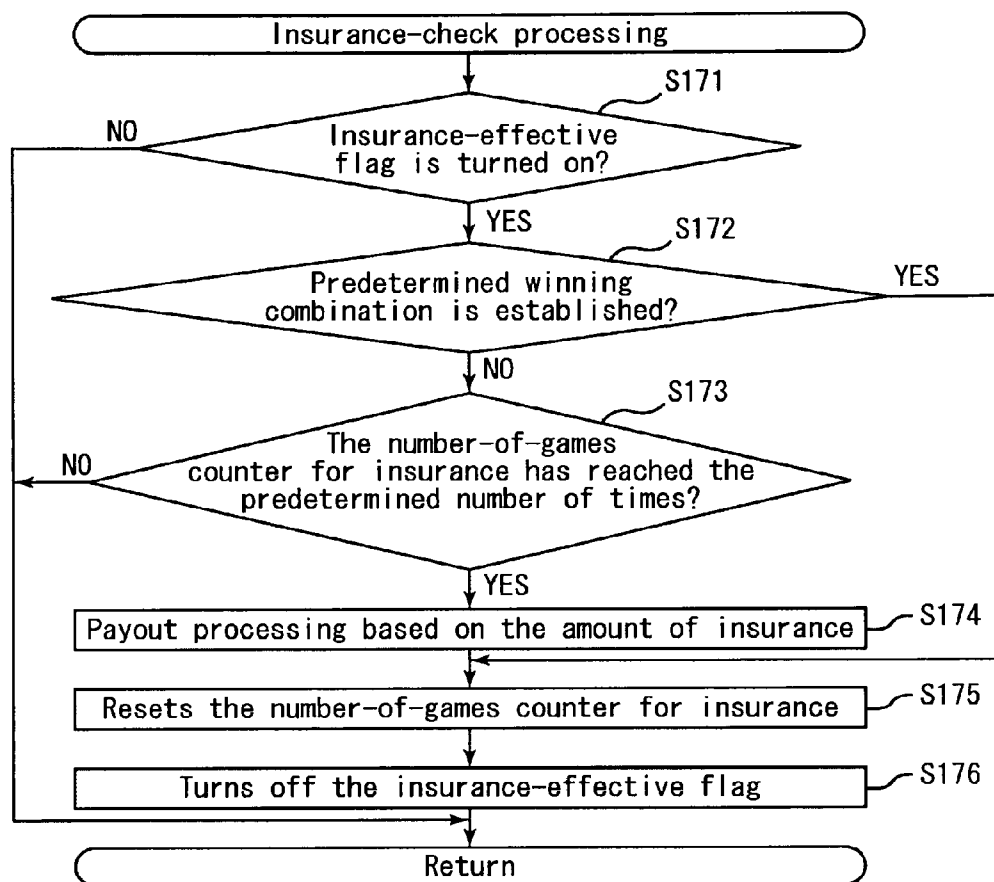 Insurance-check processing
S171
NO
Insurance-effective
flag is turned on?
YES
S172
Predetermined winning
combination is established?
YES
NO
S173
The number-of-games
counter for insurance has reached the
predetermined number of times?
NO
YES
Payout processing based on the amount of insurance
S174
Resets the number-of-games counter for insurance
S175
Turns off the insurance-effective flag
S176
Return